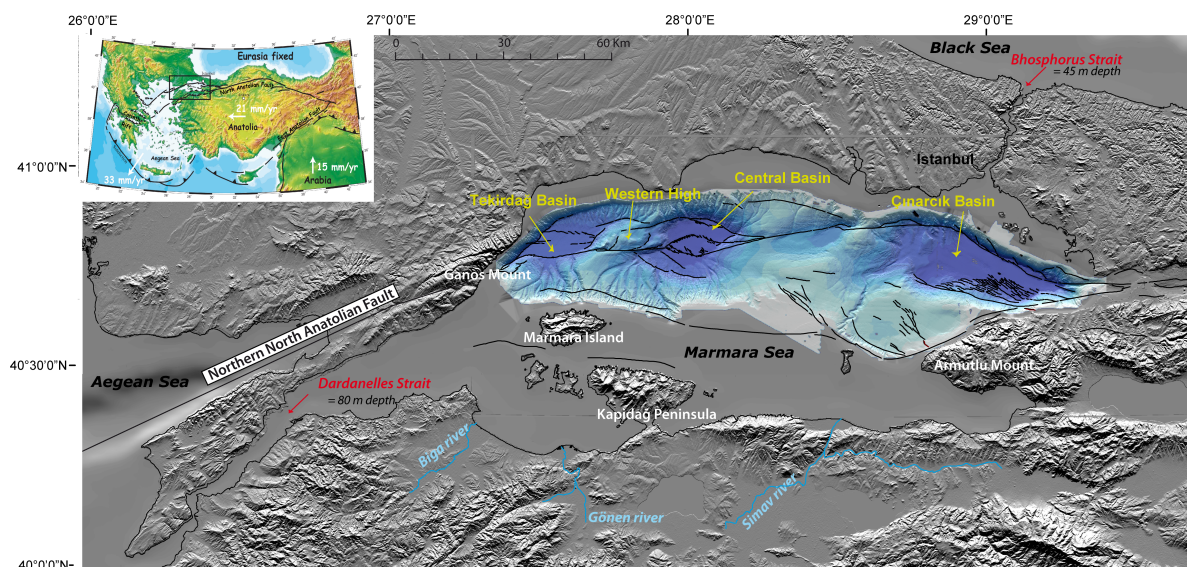 26°0'0"E
27°0'0"E
28°0'0"E
29°0'0"E
0
30
60 Km
Black Sea
Bhosphorus Strait
= 45 m depth
Eurasia fixed
North Anatolian Fault
21 mm/yr
Anatolia
East Anatolian Fault
Aegean Sea
33 mm/yr
15 mm/yr
Arabia
41°0'0"N
Istanbul
Central Basin
Western High
Tekirdağ Basin
Çınarcık Basin
Ganos Mount
Northern North Anatolian Fault
Marmara Island
Marmara Sea
40°30'0"N
Armutlu Mount
Aegean Sea
Dardanelles Strait
= 80 m depth
Kapıdağ Peninsula
Biga river
Gönen river
Simav river
40°0'0"N